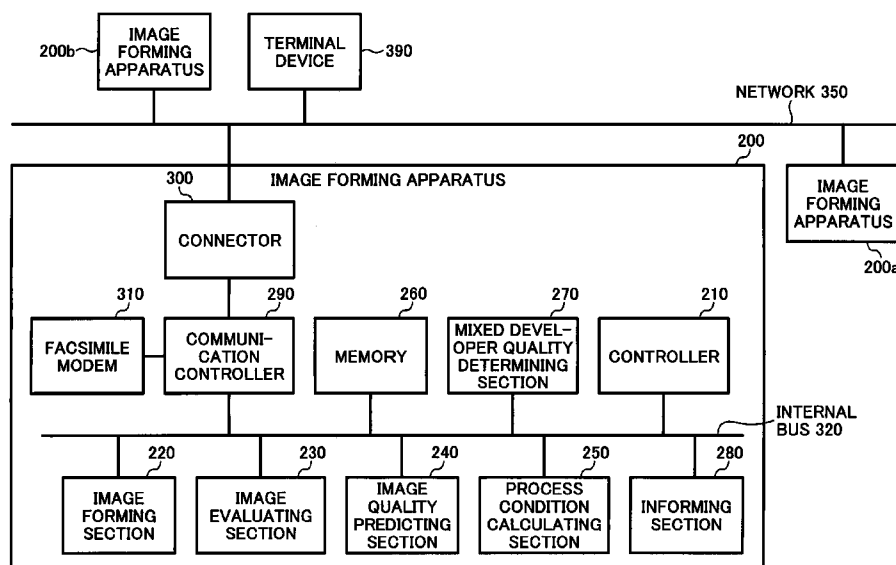 200b
IMAGE
FORMING
APPARATUS
TERMINAL
DEVICE
390
NETWORK 350
200
IMAGE FORMING APPARATUS
IMAGE
FORMING
APPARATUS
200a
300
CONNECTOR
310
FACSIMILE
MODEM
290
COMMUNI-
CATION
CONTROLLER
260
MEMORY
270
MIXED DEVEL-
OPER QUALITY
DETERMINING
SECTION
210
CONTROLLER
INTERNAL
BUS 320
220
IMAGE
FORMING
SECTION
230
IMAGE
EVALUATING
SECTION
240
IMAGE
QUALITY
PREDICTING
SECTION
250
PROCESS
CONDITION
CALCULATING
SECTION
280
INFORMING
SECTION